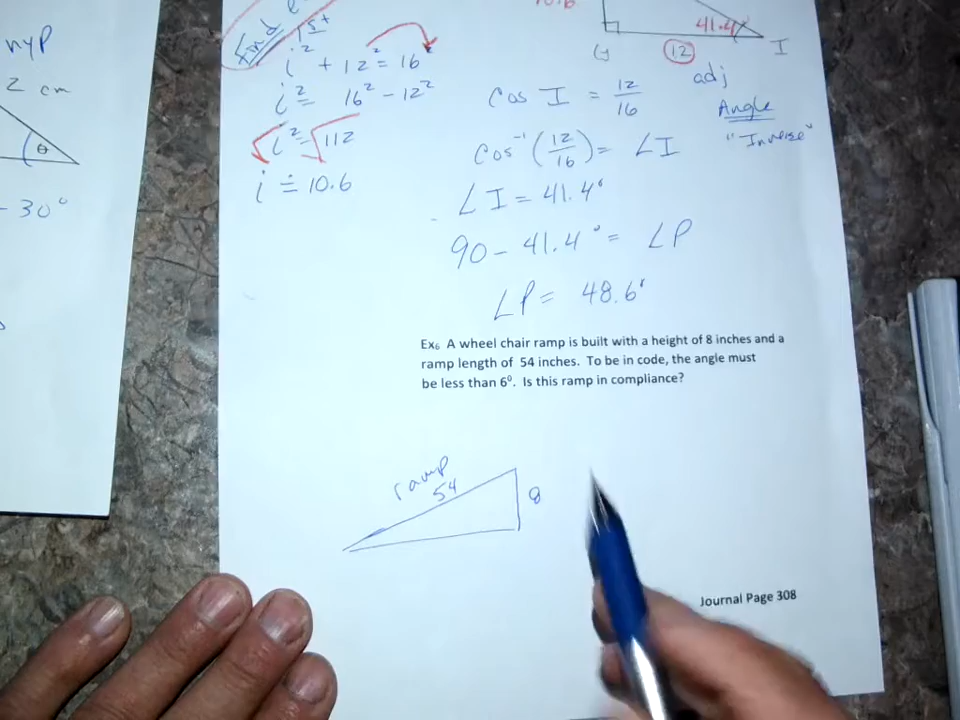 hyp
2 cm
θ
- 30°
Find
1st
i² + 12² = 16²
i² = 16² - 12²
√i² = √112
i ≐ 10.6
10.6
41.4°
12
I
adj
Cos I = 12/16
Angle
"Inverse"
Cos⁻¹(12/16) = ∠I
∠I = 41.4°
90 - 41.4° = ∠P
∠P = 48.6°
Ex6 A wheel chair ramp is built with a height of 8 inches and a
ramp length of 54 inches. To be in code, the angle must
be less than 6⁰. Is this ramp in compliance?
ramp
54
8
Journal Page 308